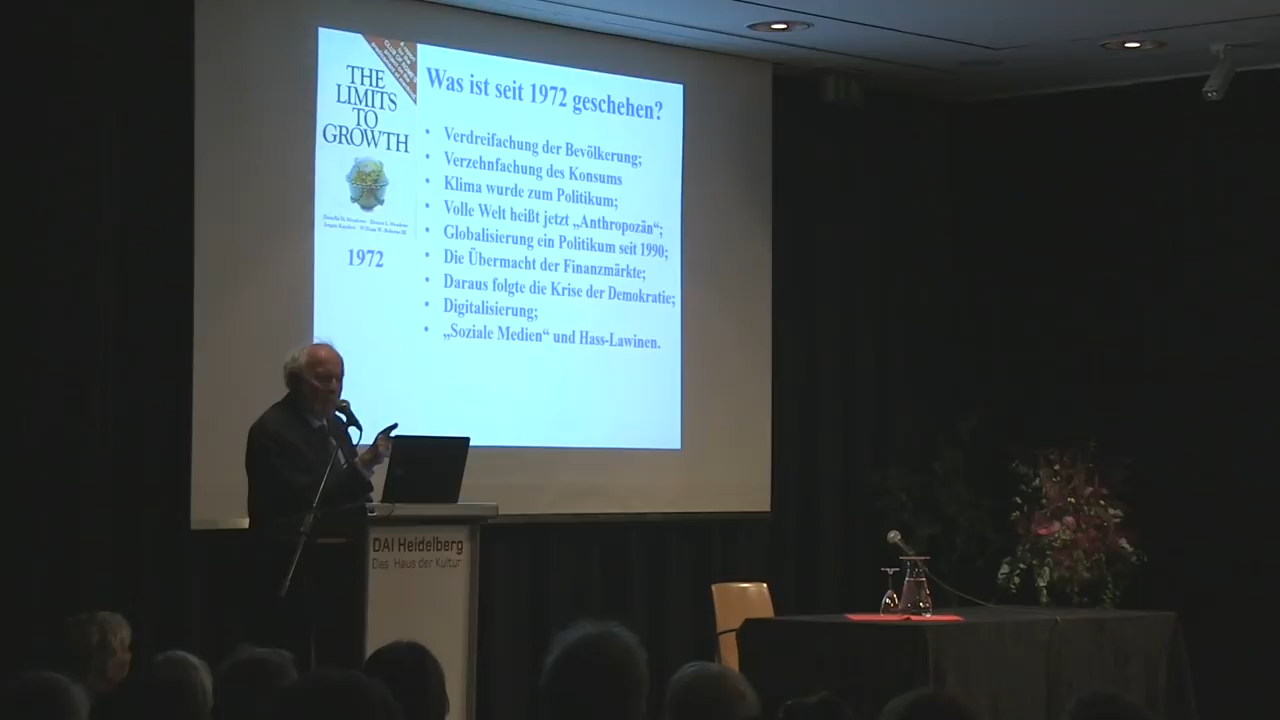 THE
LIMITS
TO
GROWTH
1972
Was ist seit 1972 geschehen?
• Verdreifachung der Bevölkerung;
• Verzehnfachung des Konsums
• Klima wurde zum Politikum;
• Volle Welt heißt jetzt „Anthropozän“;
• Globalisierung ein Politikum seit 1990;
• Die Übermacht der Finanzmärkte;
• Daraus folgte die Krise der Demokratie;
• Digitalisierung;
• „Soziale Medien“ und Hass-Lawinen.
DAI Heidelberg
Das Haus der Kultur